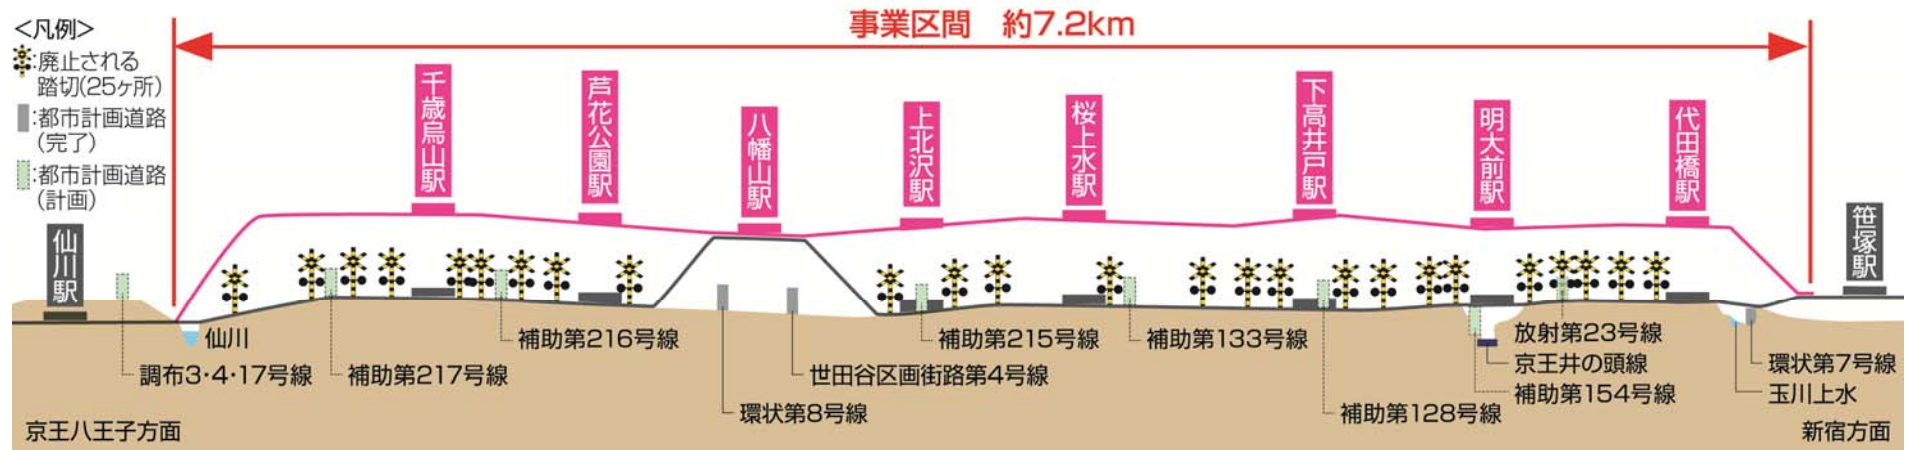 <凡例>
:廃止される
踏切(25ヶ所)
:都市計画道路
(完了)
:都市計画道路
(計画)
事業区間 約7.2km
仙川駅
千歳烏山駅
芦花公園駅
八幡山駅
上北沢駅
桜上水駅
下高井戸駅
明大前駅
代田橋駅
笹塚駅
仙川
調布3・4・17号線
補助第217号線
補助第216号線
環状第8号線
世田谷区画街路第4号線
補助第215号線
補助第133号線
補助第128号線
放射第23号線
京王井の頭線
補助第154号線
環状第7号線
玉川上水
京王八王子方面
新宿方面